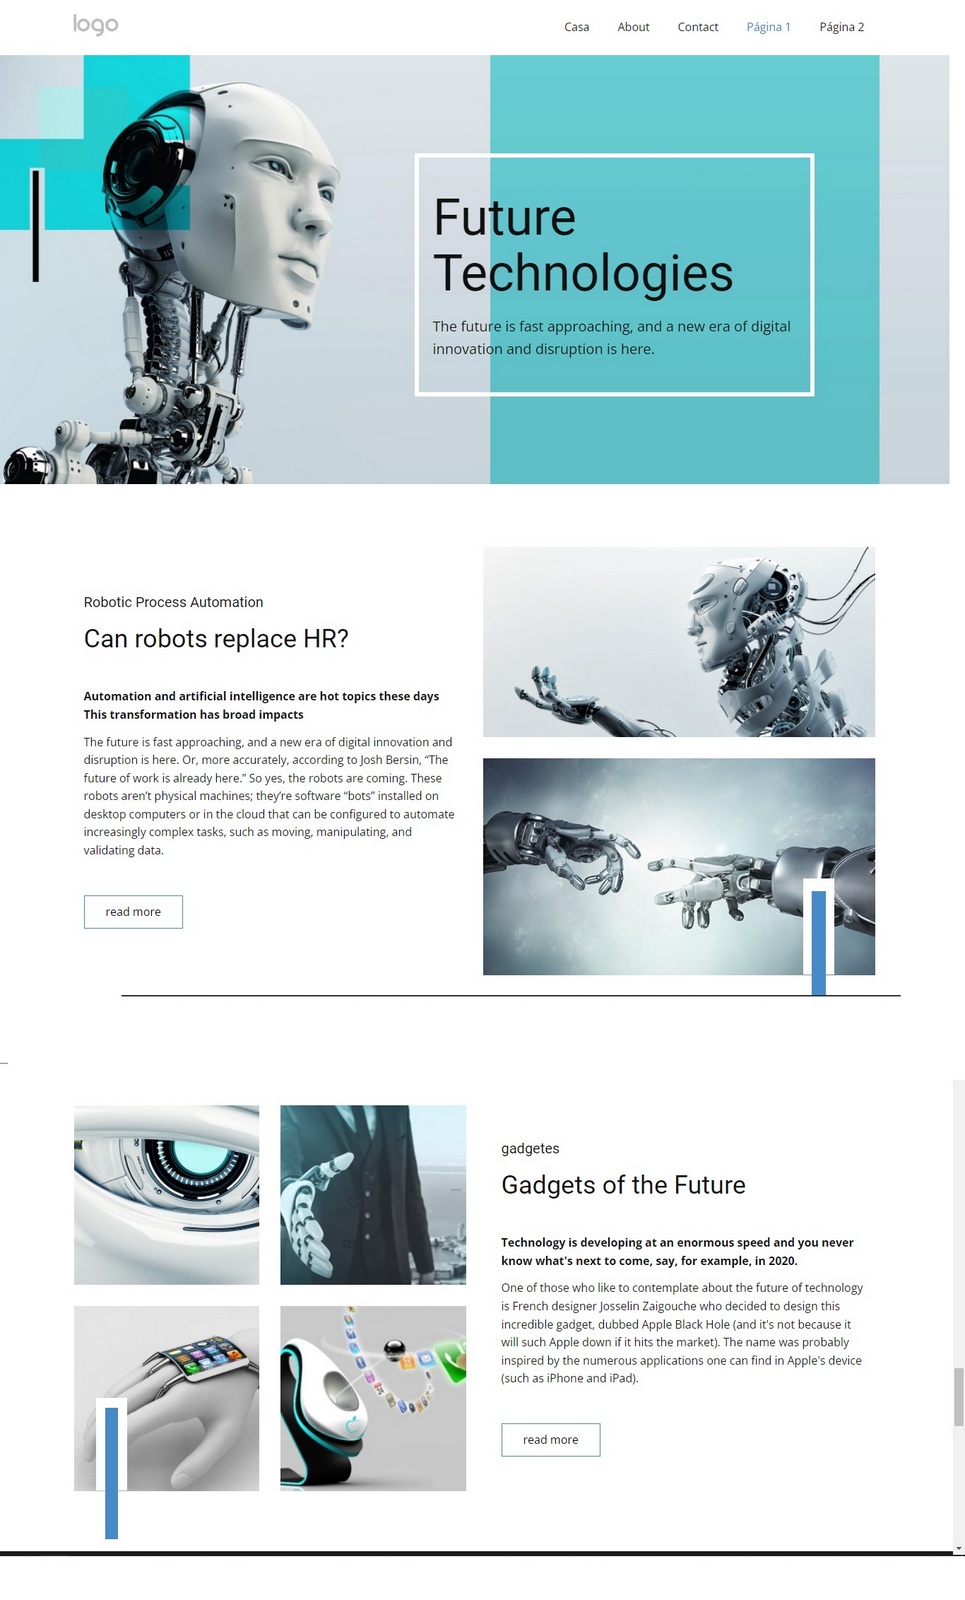 logo
Casa About Contact Página 1 Página 2
Future
Technologies
The future is fast approaching, and a new era of digital
innovation and disruption is here.
Robotic Process Automation
Can robots replace HR?
Automation and artificial intelligence are hot topics these days
This transformation has broad impacts
The future is fast approaching, and a new era of digital innovation and
disruption is here. Or, more accurately, according to Josh Bersin, “The
future of work is already here.” So yes, the robots are coming. These
robots aren’t physical machines; they’re software “bots” installed on
desktop computers or in the cloud that can be configured to automate
increasingly complex tasks, such as moving, manipulating, and
validating data.
read more
gadgetes
Gadgets of the Future
Technology is developing at an enormous speed and you never
know what's next to come, say, for example, in 2020.
One of those who like to contemplate about the future of technology
is French designer Josselin Zaigouche who decided to design this
incredible gadget, dubbed Apple Black Hole (and it's not because it
will such Apple down if it hits the market). The name was probably
inspired by the numerous applications one can find in Apple's device
(such as iPhone and iPad).
read more